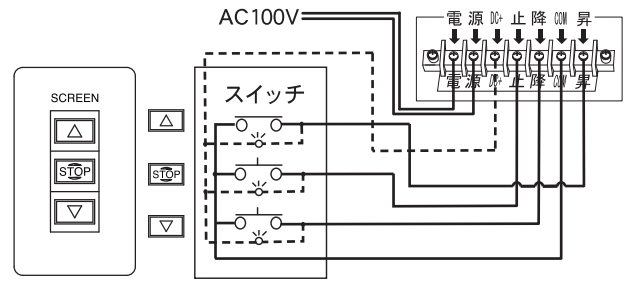 AC100V
電 源 DC+ 止 降 COM 昇
電 源 DC+ 止 降 COM 昇
スイッチ
SCREEN
△ △
STOP STOP
▽ ▽